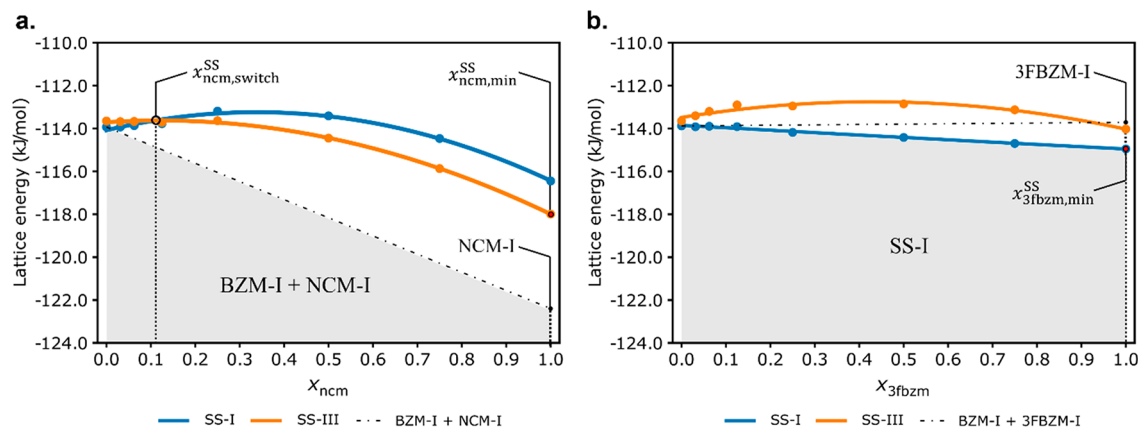 a.
-110.0
-112.0
-114.0
-116.0
-118.0
-120.0
-122.0
-124.0
Lattice energy (kJ/mol)
x^SS_ncm,switch
x^SS_ncm,min
NCM-I
BZM-I + NCM-I
0.0 0.1 0.2 0.3 0.4 0.5 0.6 0.7 0.8 0.9 1.0
x_ncm
SS-I SS-III BZM-I + NCM-I
b.
-110.0
-112.0
-114.0
-116.0
-118.0
-120.0
-122.0
-124.0
Lattice energy (kJ/mol)
3FBZM-I
x^SS_3fbzm,min
SS-I
0.0 0.1 0.2 0.3 0.4 0.5 0.6 0.7 0.8 0.9 1.0
x_3fbzm
SS-I SS-III BZM-I + 3FBZM-I